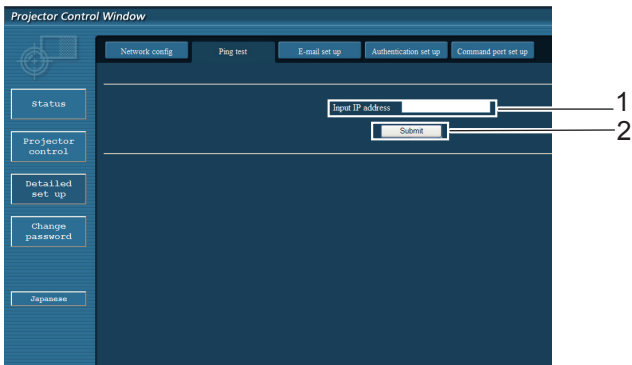 Projector Control Window
Network config
Ping test
E-mail set up
Authentication set up
Command port set up
Status
Projector
control
Detailed
set up
Change
password
Japanese
Input IP address
1
Submit
2